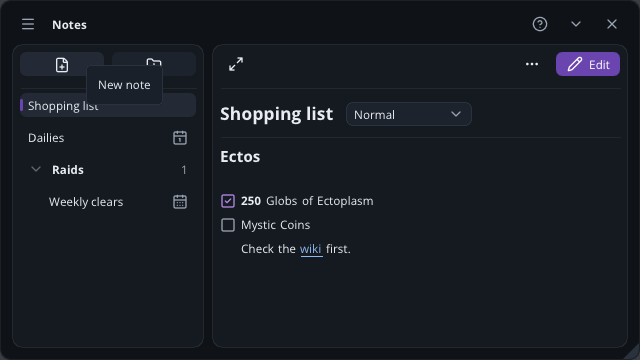 Notes
New note
Edit
Shopping list
Dailies
Raids 1
Weekly clears
Shopping list Normal
Ectos
250 Globs of Ectoplasm
Mystic Coins
Check the wiki first.